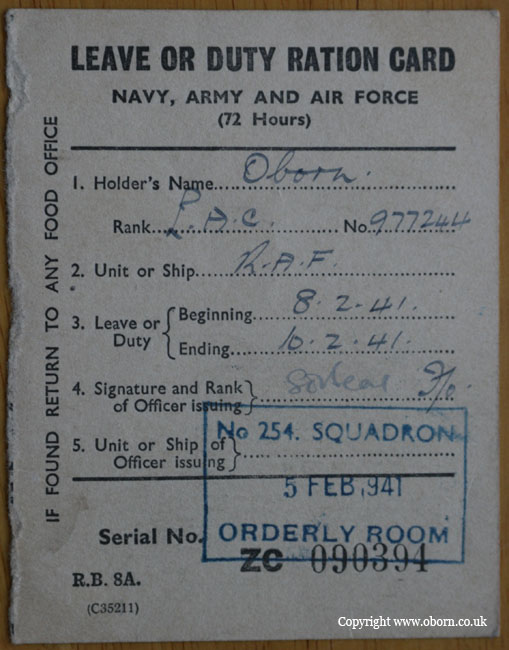 LEAVE OR DUTY RATION CARD
NAVY, ARMY AND AIR FORCE
(72 Hours)
IF FOUND RETURN TO ANY FOOD OFFICE
1. Holder's Name Oborn.
Rank L.A.C. No. 977244
2. Unit or Ship R.A.F.
3. Leave or Duty
Beginning 8.2.41.
Ending 10.2.41.
4. Signature and Rank of Officer issuing F/O.
5. Unit or Ship of Officer issuing
No 254. SQUADRON
5 FEB 1941
ORDERLY ROOM
Serial No. ZC 090394
R.B. 8A.
(C35211)
Copyright www.oborn.co.uk